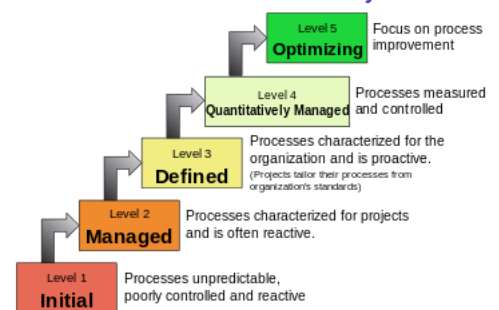 Level 5
Optimizing
Focus on process
improvement
Level 4
Quantitatively Managed
Processes measured
and controlled
Level 3
Defined
Processes characterized for the
organization and is proactive.
(Projects tailor their processes from
organization's standards)
Level 2
Managed
Processes characterized for projects
and is often reactive.
Level 1
Initial
Processes unpredictable,
poorly controlled and reactive